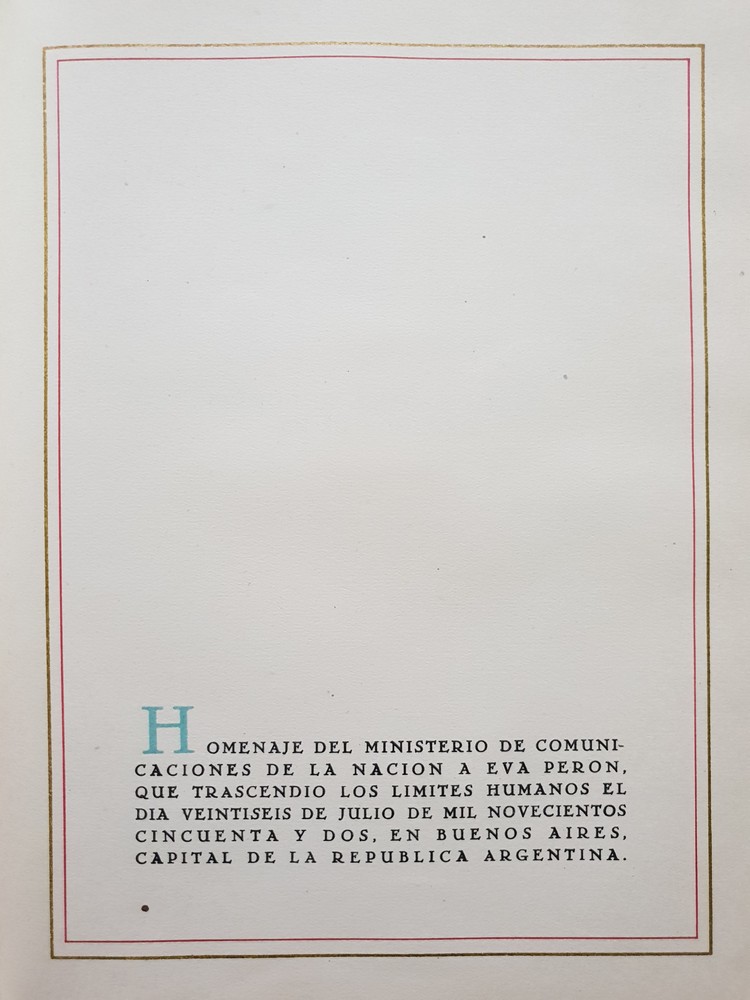 HOMENAJE DEL MINISTERIO DE COMUNI-
CACIONES DE LA NACION A EVA PERON,
QUE TRASCENDIO LOS LIMITES HUMANOS EL
DIA VEINTISEIS DE JULIO DE MIL NOVECIENTOS
CINCUENTA Y DOS, EN BUENOS AIRES,
CAPITAL DE LA REPUBLICA ARGENTINA.